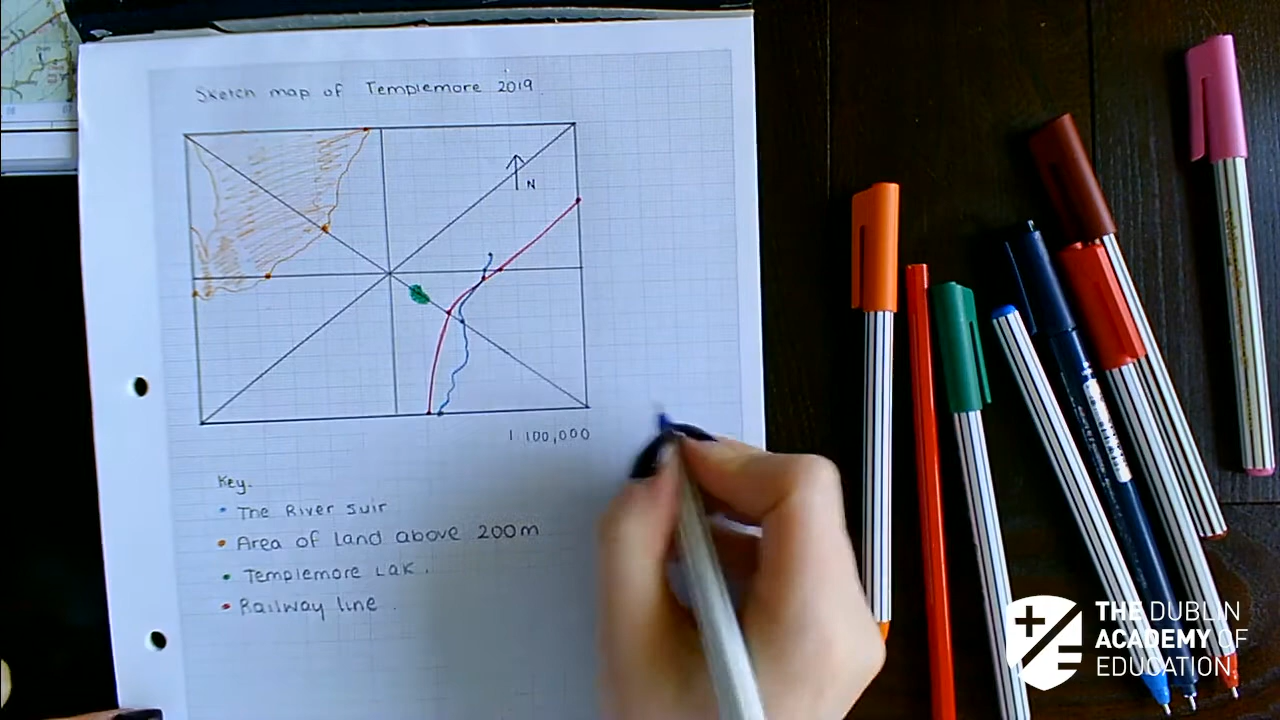 Sketch map of Templemore 2019
N
1 100,000
Key.
The River Suir
Area of land above 200m
Templemore Lak.
Railway line.
THE DUBLIN
ACADEMY OF
EDUCATION